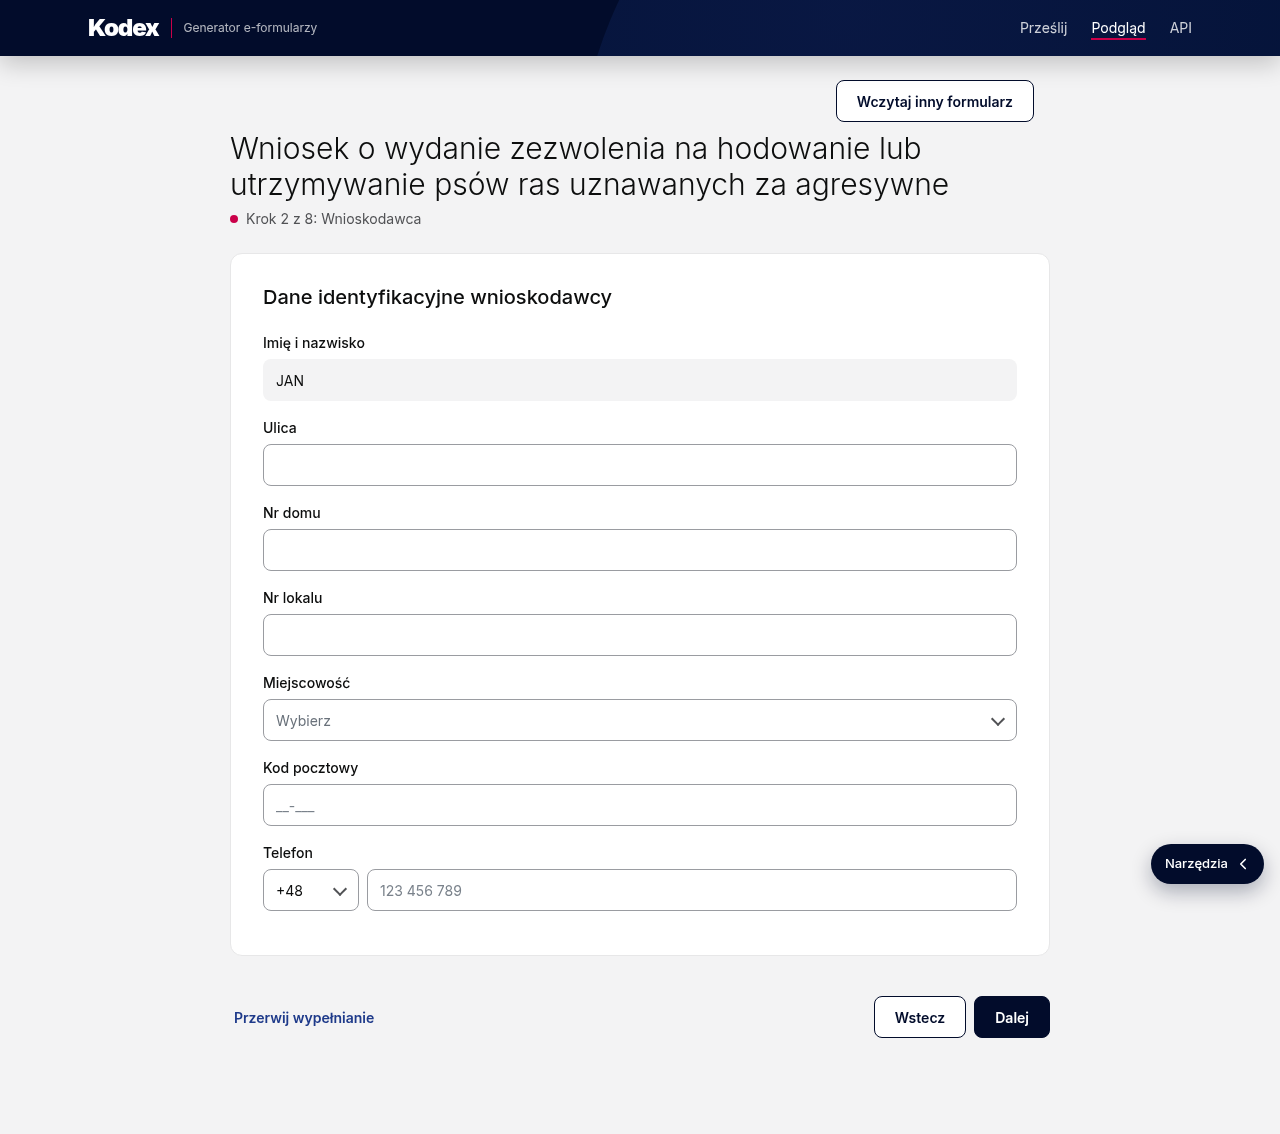 Kodex
Generator e-formularzy
Prześlij
Podgląd
API
Wczytaj inny formularz
Wniosek o wydanie zezwolenia na hodowanie lub
utrzymywanie psów ras uznawanych za agresywne
Krok 2 z 8: Wnioskodawca
Dane identyfikacyjne wnioskodawcy
Imię i nazwisko
JAN
Ulica
Nr domu
Nr lokalu
Miejscowość
Wybierz
Kod pocztowy
__-___
Telefon
+48
123 456 789
Narzędzia
Przerwij wypełnianie
Wstecz
Dalej